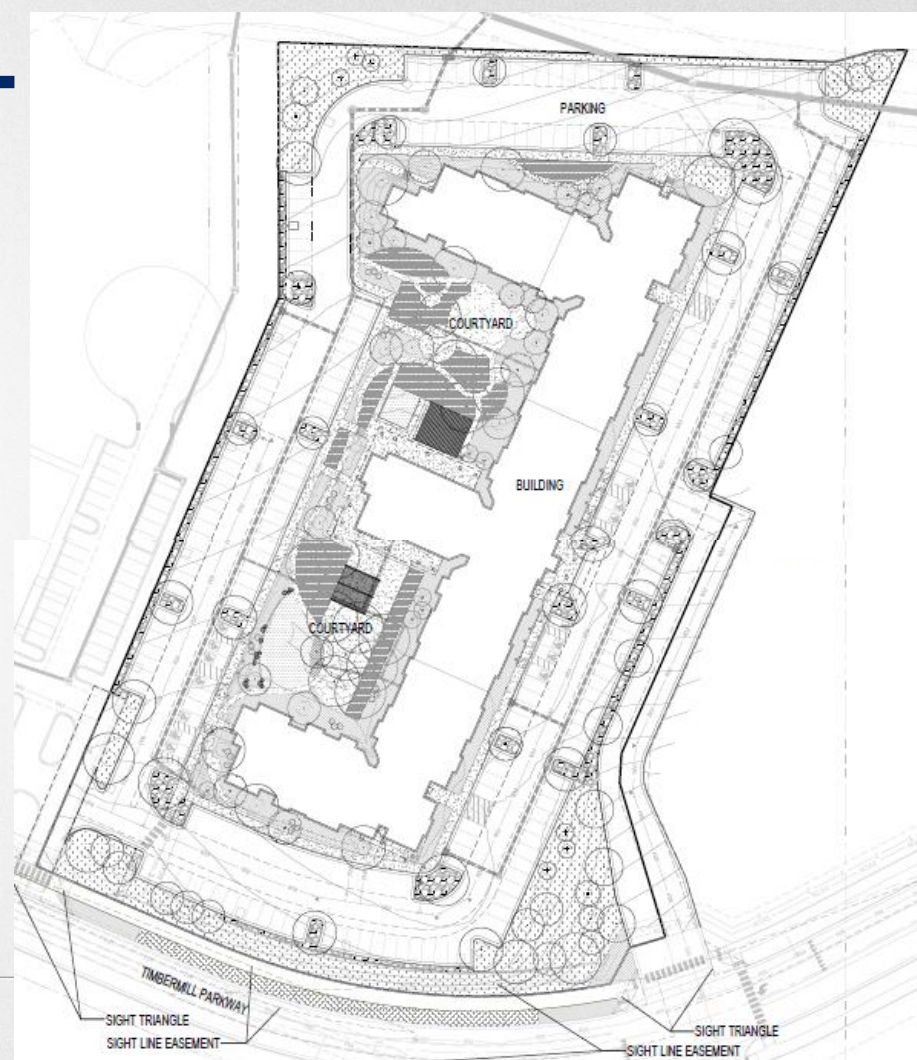 PARKING
COURTYARD
BUILDING
COURTYARD
TIMBERMILL PARKWAY
SIGHT TRIANGLE
SIGHT LINE EASEMENT
SIGHT TRIANGLE
SIGHT LINE EASEMENT